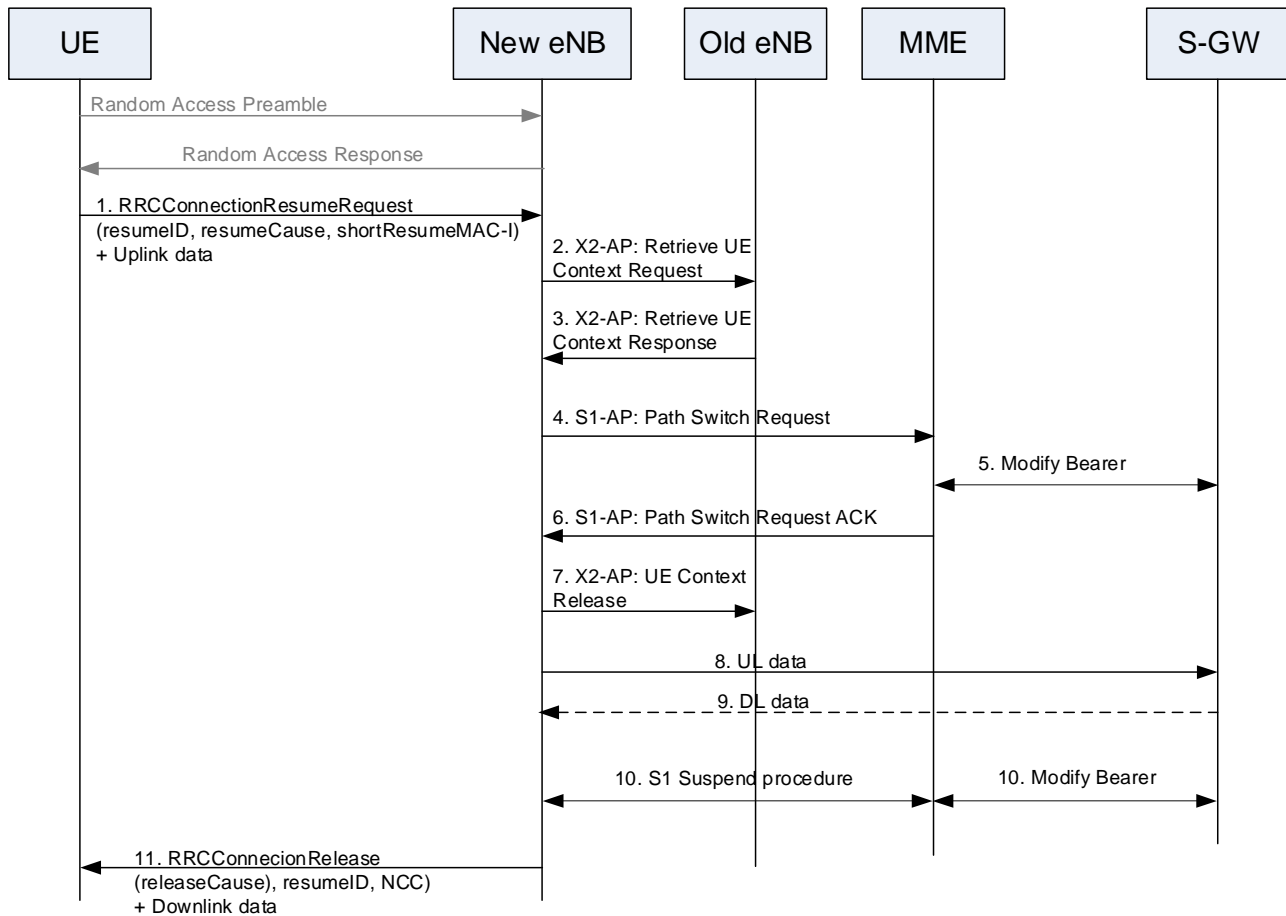 UE
New eNB
Old eNB
MME
S-GW
Random Access Preamble
Random Access Response
1. RRCConnectionResumeRequest
(resumeID, resumeCause, shortResumeMAC-I)
+ Uplink data
2. X2-AP: Retrieve UE
Context Request
3. X2-AP: Retrieve UE
Context Response
4. S1-AP: Path Switch Request
5. Modify Bearer
6. S1-AP: Path Switch Request ACK
7. X2-AP: UE Context
Release
8. UL data
9. DL data
10. S1 Suspend procedure
10. Modify Bearer
11. RRCConnecionRelease
(releaseCause), resumeID, NCC)
+ Downlink data